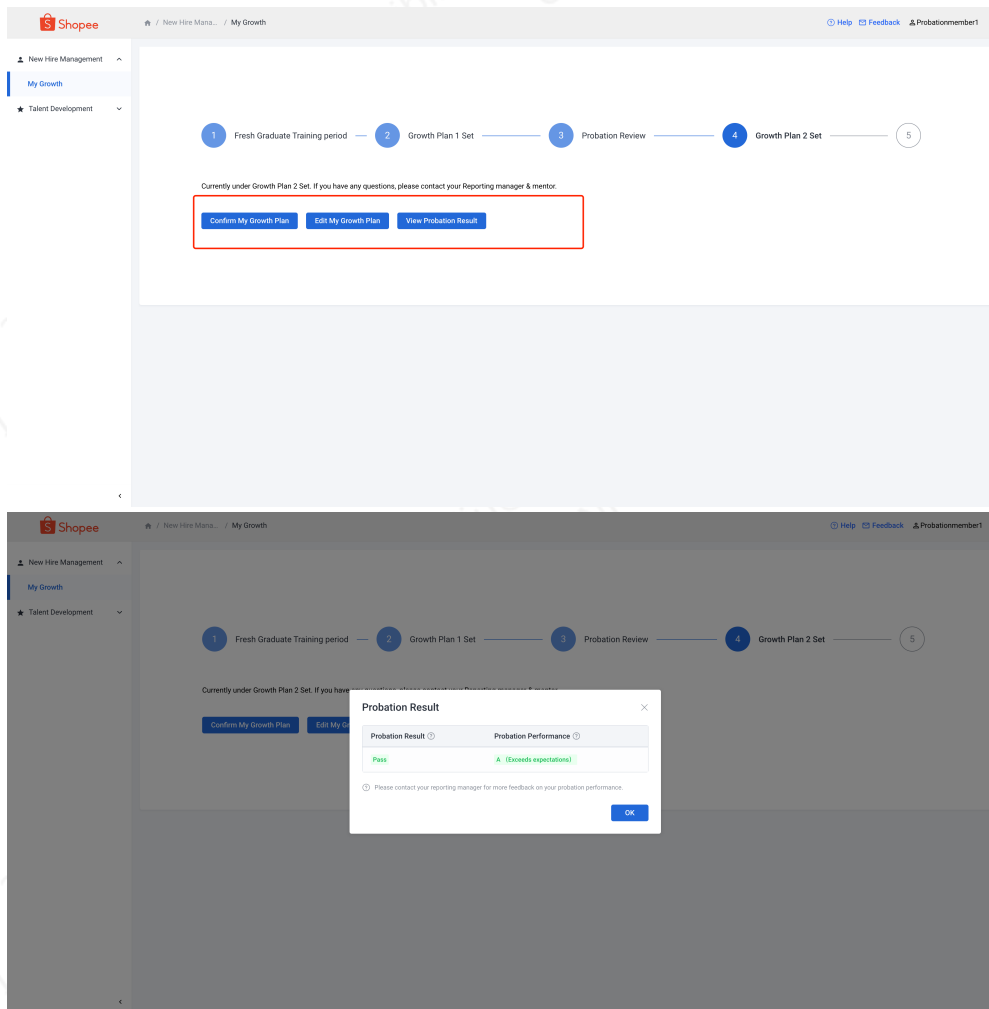 Shopee
/ New Hire Mana... / My Growth
Help Feedback Probationmember1
New Hire Management
My Growth
Talent Development
1 Fresh Graduate Training period 2 Growth Plan 1 Set 3 Probation Review 4 Growth Plan 2 Set 5
Currently under Growth Plan 2 Set. If you have any questions, please contact your Reporting manager & mentor.
Confirm My Growth Plan Edit My Growth Plan View Probation Result
Shopee
/ New Hire Mana... / My Growth
Help Feedback Probationmember1
New Hire Management
My Growth
Talent Development
1 Fresh Graduate Training period 2 Growth Plan 1 Set 3 Probation Review 4 Growth Plan 2 Set 5
Currently under Growth Plan 2 Set. If you have
Confirm My Growth Plan Edit My Gr
Probation Result
Probation Result Probation Performance
Pass A (Exceeds expectations)
Please contact your reporting manager for more feedback on your probation performance.
OK